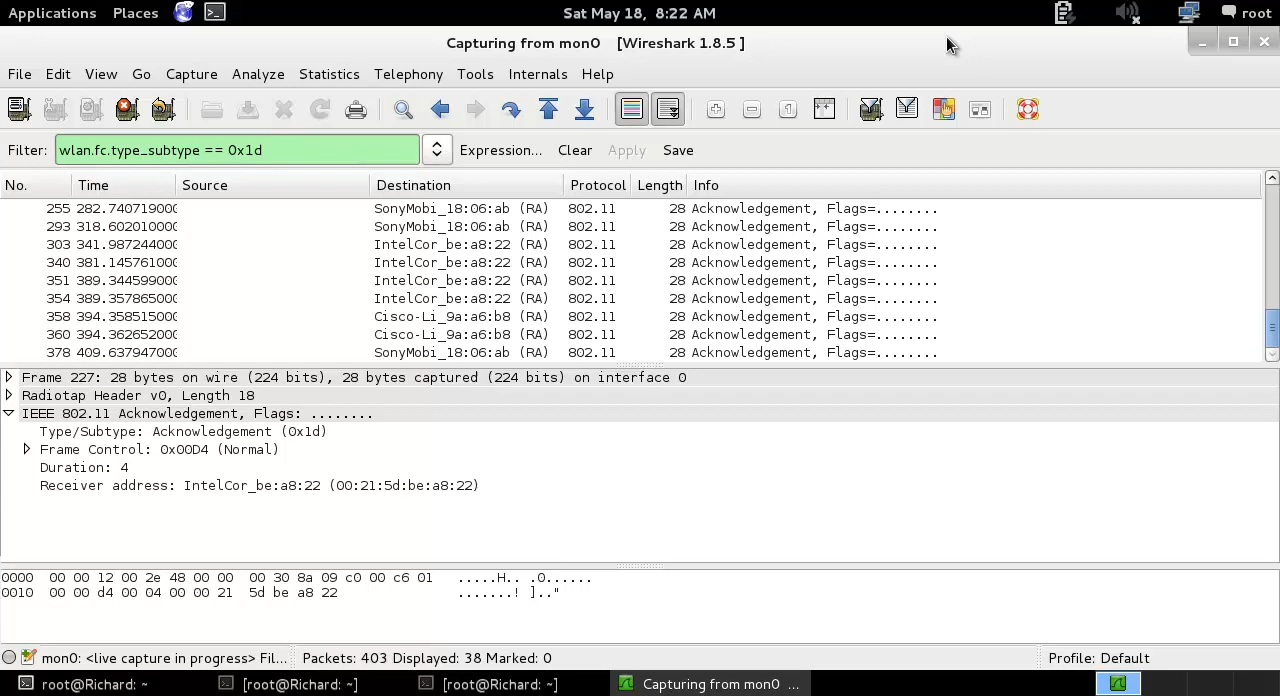 Applications Places Sat May 18, 8:22 AM root
Capturing from mon0 [Wireshark 1.8.5 ]
File Edit View Go Capture Analyze Statistics Telephony Tools Internals Help
Filter: wlan.fc.type_subtype == 0x1d Expression... Clear Apply Save
No. Time Source Destination Protocol Length Info
255 282.740719000 SonyMobi_18:06:ab (RA) 802.11 28 Acknowledgement, Flags=........
293 318.602010000 SonyMobi_18:06:ab (RA) 802.11 28 Acknowledgement, Flags=........
303 341.987244000 IntelCor_be:a8:22 (RA) 802.11 28 Acknowledgement, Flags=........
340 381.145761000 IntelCor_be:a8:22 (RA) 802.11 28 Acknowledgement, Flags=........
351 389.344599000 IntelCor_be:a8:22 (RA) 802.11 28 Acknowledgement, Flags=........
354 389.357865000 IntelCor_be:a8:22 (RA) 802.11 28 Acknowledgement, Flags=........
358 394.358515000 Cisco-Li_9a:a6:b8 (RA) 802.11 28 Acknowledgement, Flags=........
360 394.362652000 Cisco-Li_9a:a6:b8 (RA) 802.11 28 Acknowledgement, Flags=........
378 409.637947000 SonyMobi_18:06:ab (RA) 802.11 28 Acknowledgement, Flags=........
Frame 227: 28 bytes on wire (224 bits), 28 bytes captured (224 bits) on interface 0
Radiotap Header v0, Length 18
IEEE 802.11 Acknowledgement, Flags: ........
Type/Subtype: Acknowledgement (0x1d)
Frame Control: 0x00D4 (Normal)
Duration: 4
Receiver address: IntelCor_be:a8:22 (00:21:5d:be:a8:22)
0000 00 00 12 00 2e 48 00 00 00 30 8a 09 c0 00 c6 01 .....H.. .0......
0010 00 00 d4 00 04 00 00 21 5d be a8 22 .......! ].."
mon0: <live capture in progress> Fil... Packets: 403 Displayed: 38 Marked: 0 Profile: Default
root@Richard: ~ [root@Richard: ~] [root@Richard: ~] Capturing from mon0 ...